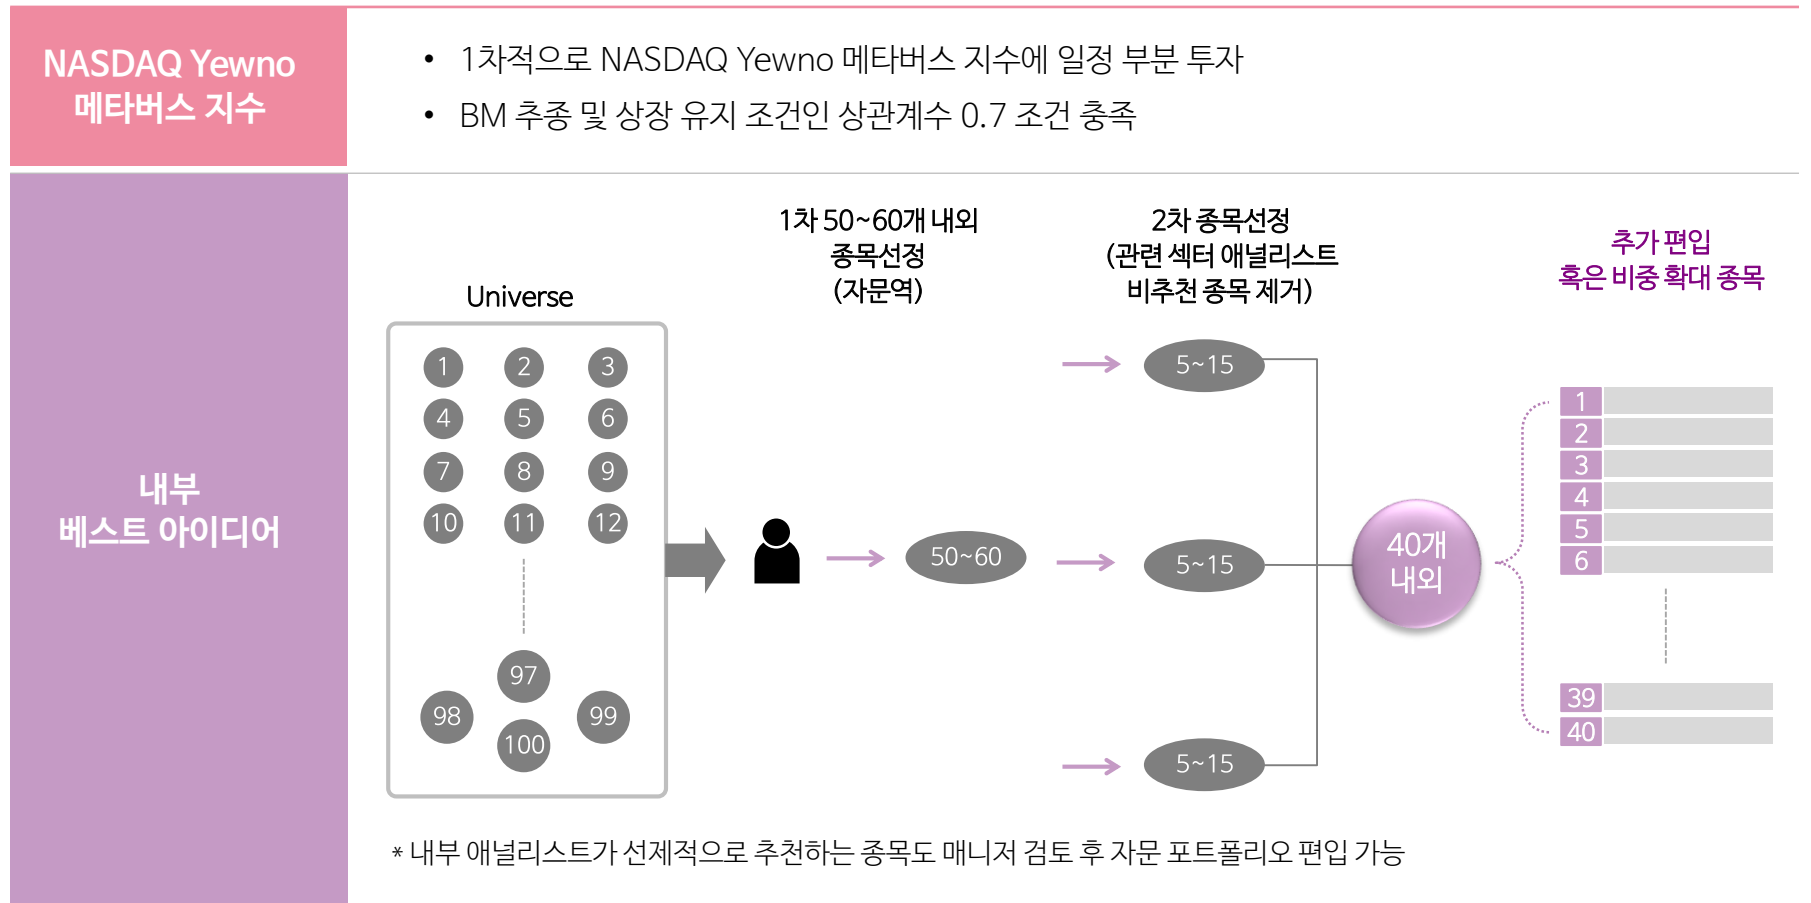 NASDAQ Yewno
메타버스 지수
• 1차적으로 NASDAQ Yewno 메타버스 지수에 일정 부분 투자
• BM 추종 및 상장 유지 조건인 상관계수 0.7 조건 충족
내부
베스트 아이디어
Universe
1 2 3
4 5 6
7 8 9
10 11 12
97
98 99
100
1차 50~60개 내외
종목선정
(자문역)
50~60
2차 종목선정
(관련 섹터 애널리스트
비추천 종목 제거)
5~15
5~15
5~15
40개
내외
추가 편입
혹은 비중 확대 종목
1
2
3
4
5
6
39
40
* 내부 애널리스트가 선제적으로 추천하는 종목도 매니저 검토 후 자문 포트폴리오 편입 가능